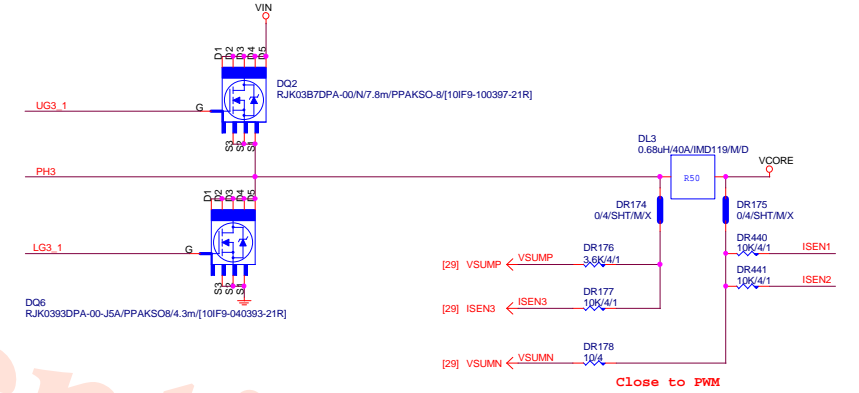 VIN
D1 D2 D3 D4 D5
DQ2
RJK03B7DPA-00/N/7.8m/PPAKSO-8/[10IF9-100397-21R]
UG3_1
G
S3 S2 S1
DL3
0.68uH/40A/IMD119/M/D
VCORE
PH3
R50
D1 D2 D3 D4 D5
DR174
0/4/SHT/M/X
DR175
0/4/SHT/M/X
LG3_1
G
DR440
10K/4/1
ISEN1
DR176
3.6K/4/1
[29] VSUMP
VSUMP
DR441
10K/4/1
ISEN2
S3 S2 S1
DR177
10K/4/1
[29] ISEN3
ISEN3
DQ6
RJK0393DPA-00-J5A/PPAKSO8/4.3m/[10IF9-040393-21R]
DR178
10/4
[29] VSUMN
VSUMN
Close to PWM